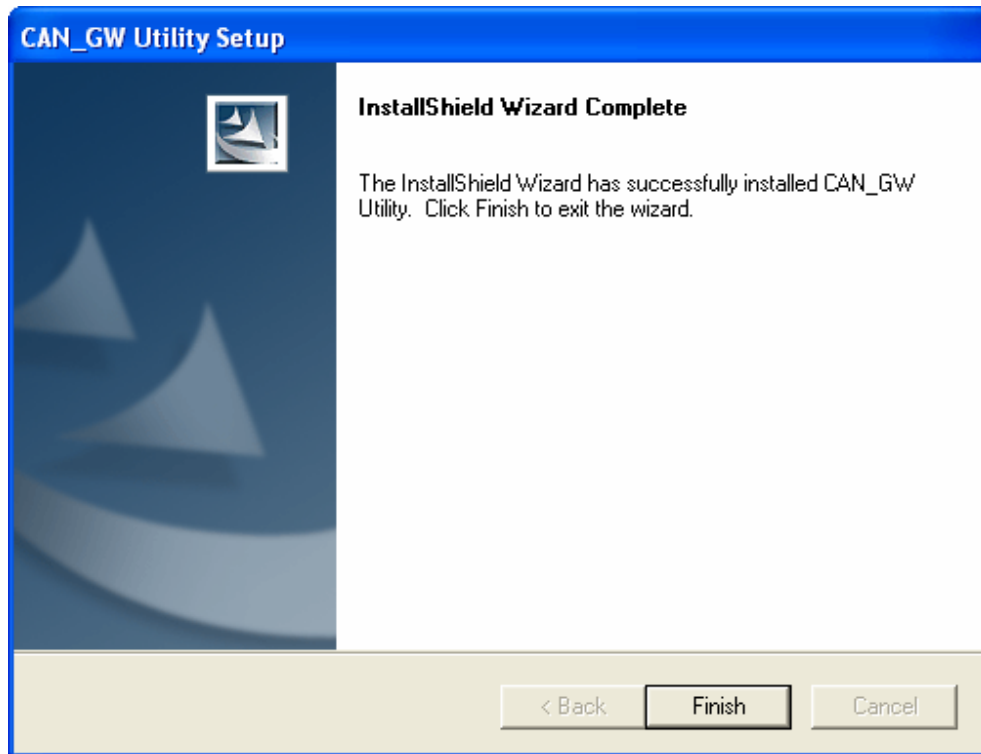 CAN_GW Utility Setup
InstallShield Wizard Complete
The InstallShield Wizard has successfully installed CAN_GW
Utility.  Click Finish to exit the wizard.
< Back
Finish
Cancel